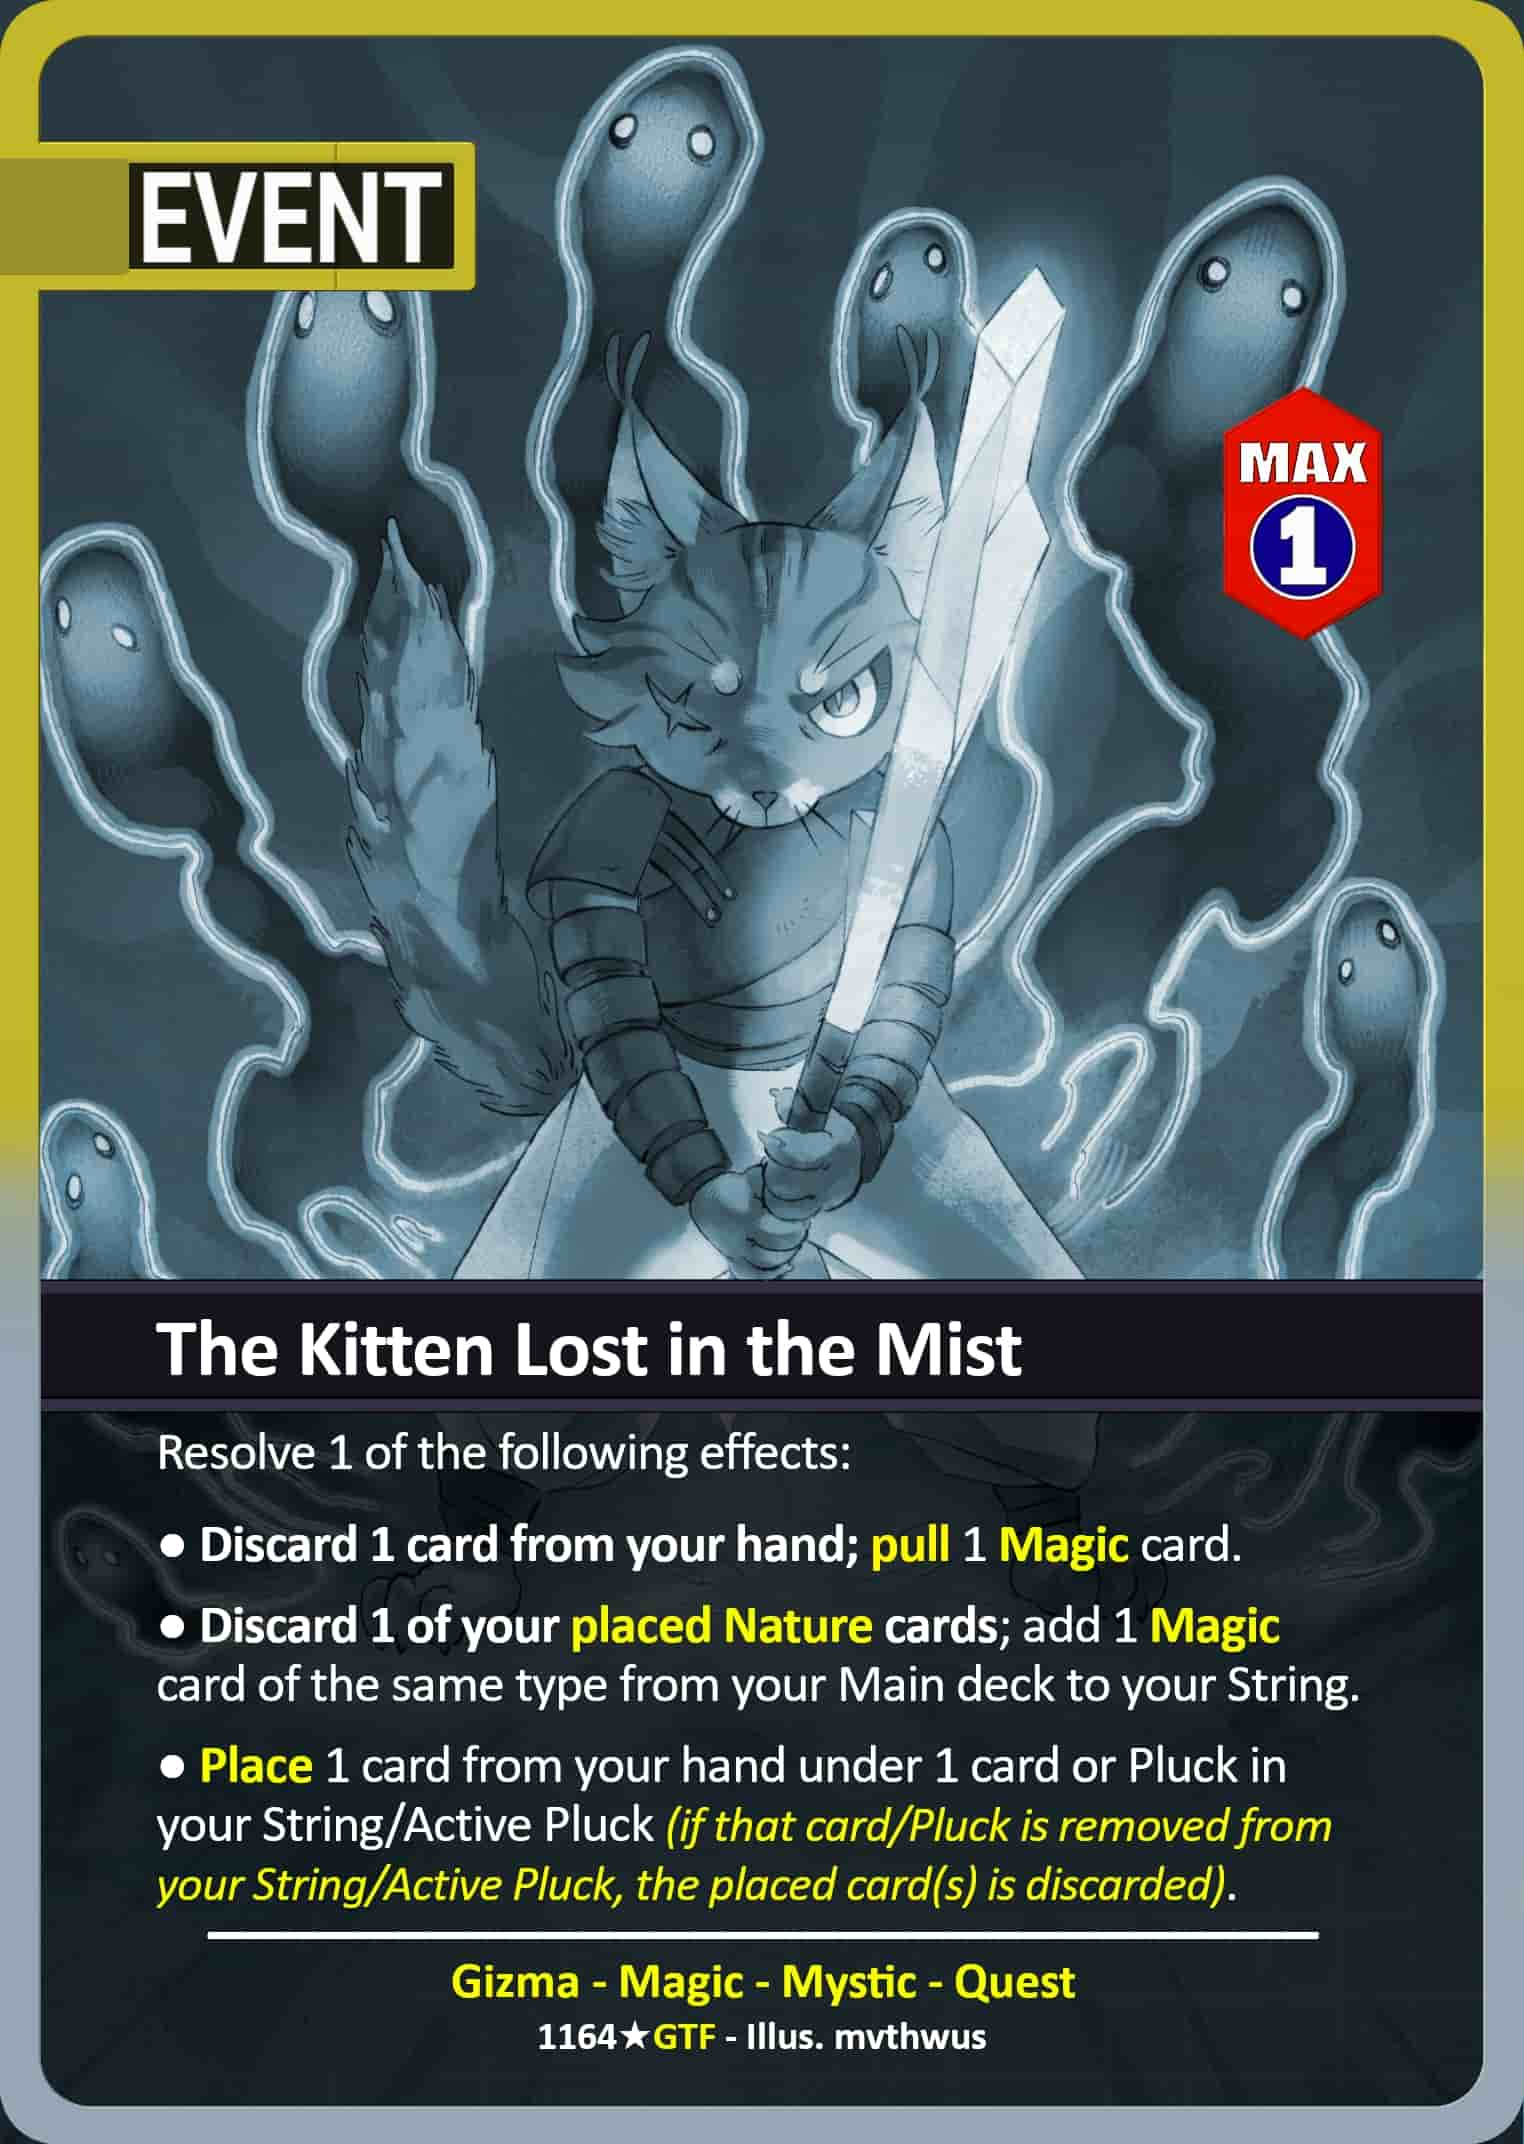 EVENT
MAX
1
The Kitten Lost in the Mist
Resolve 1 of the following effects:
● Discard 1 card from your hand; pull 1 Magic card.
● Discard 1 of your placed Nature cards; add 1 Magic
card of the same type from your Main deck to your String.
● Place 1 card from your hand under 1 card or Pluck in
your String/Active Pluck (if that card/Pluck is removed from
your String/Active Pluck, the placed card(s) is discarded).
Gizma - Magic - Mystic - Quest
1164★GTF - Illus. mvthwus